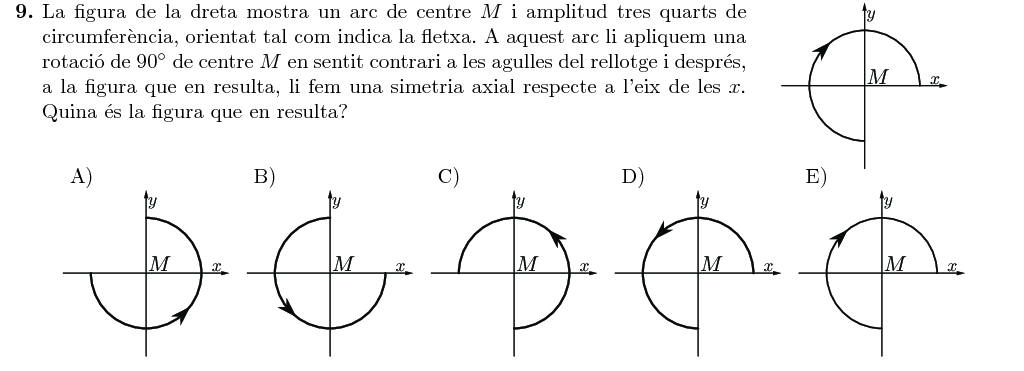 9. La figura de la dreta mostra un arc de centre M i amplitud tres quarts de
circumferència, orientat tal com indica la fletxa. A aquest arc li apliquem una
rotació de 90° de centre M en sentit contrari a les agulles del rellotge i després,
a la figura que en resulta, li fem una simetria axial respecte a l'eix de les x.
Quina és la figura que en resulta?
y
M
x
A) B) C) D) E)
y y y y y
M x M x M x M x M x